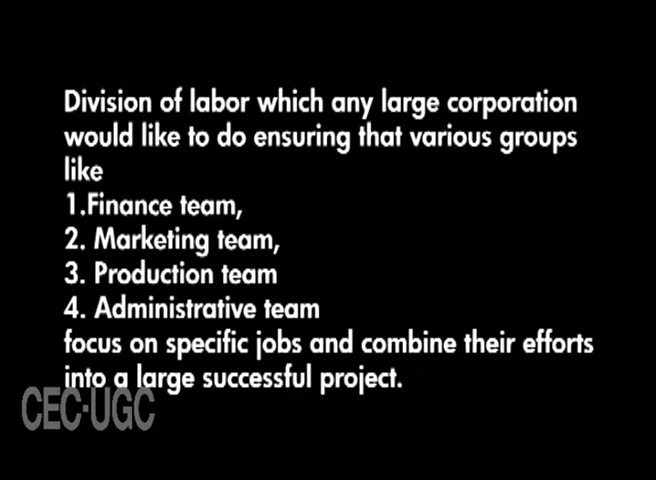 Division of labor which any large corporation
would like to do ensuring that various groups
like
1.Finance team,
2. Marketing team,
3. Production team
4. Administrative team
focus on specific jobs and combine their efforts
into a large successful project.
CEC-UGC